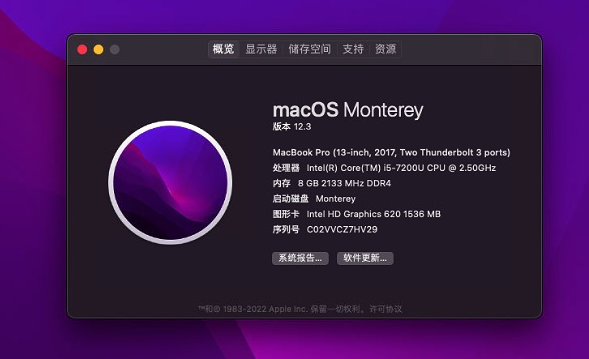 概览 显示器 储存空间 支持 资源
macOS Monterey
版本 12.3
MacBook Pro (13-inch, 2017, Two Thunderbolt 3 ports)
处理器 Intel(R) Core(TM) i5-7200U CPU @ 2.50GHz
内存 8 GB 2133 MHz DDR4
启动磁盘 Monterey
图形卡 Intel HD Graphics 620 1536 MB
序列号 C02VVCZ7HV29
系统报告... 软件更新...
™和© 1983-2022 Apple Inc. 保留一切权利。许可协议